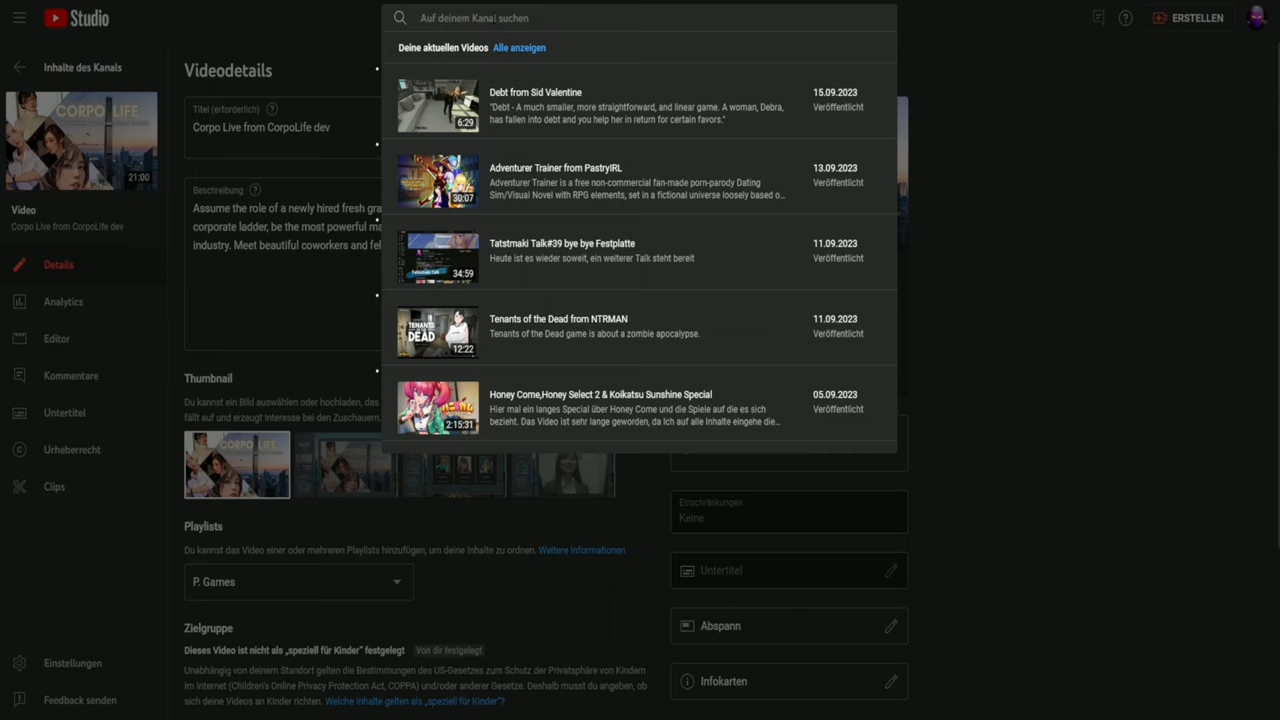 Studio
Auf deinem Kanal suchen
ERSTELLEN
Deine aktuellen Videos Alle anzeigen
Inhalte des Kanals
CORPO LIFE
21:00
Video
Corpo Live from CorpoLife dev
Details
Analytics
Editor
Kommentare
Untertitel
Urheberrecht
Clips
Einstellungen
Feedback senden
Videodetails
Titel (erforderlich)
Corpo Live from CorpoLife dev
Beschreibung
Assume the role of a newly hired fresh gra
corporate ladder, be the most powerful ma
industry. Meet beautiful coworkers and fel
Thumbnail
Du kannst ein Bild auswählen oder hochladen, das
fällt auf und erzeugt Interesse bei den Zuschauern.
CORPO LIFE
Playlists
Du kannst das Video einer oder mehreren Playlists hinzufügen, um deine Inhalte zu ordnen. Weitere Informationen
P. Games
Zielgruppe
Dieses Video ist nicht als „speziell für Kinder" festgelegt Von dir festgelegt
Unabhängig von deinem Standort gelten die Bestimmungen des US-Gesetzes zum Schutz der Privatsphäre von Kindern
im Internet (Children's Online Privacy Protection Act, COPPA) und/oder anderer Gesetze. Deshalb musst du angeben, ob
sich deine Videos an Kinder richten. Welche Inhalte gelten als „speziell für Kinder"?
6:29
Debt from Sid Valentine
"Debt - A much smaller, more straightforward, and linear game. A woman, Debra,
has fallen into debt and you help her in return for certain favors."
15.09.2023
Veröffentlicht
30:07
Adventurer Trainer from PastryIRL
Adventurer Trainer is a free non-commercial fan-made porn-parody Dating
Sim/Visual Novel with RPG elements, set in a fictional universe loosely based o...
13.09.2023
Veröffentlicht
Tatsumaki Talk
34:59
Tatstmaki Talk#39 bye bye Festplatte
Heute ist es wieder soweit, ein weiterer Talk steht bereit
11.09.2023
Veröffentlicht
TENANTS
OF THE
DEAD
12:22
Tenants of the Dead from NTRMAN
Tenants of the Dead game is about a zombie apocalypse.
11.09.2023
Veröffentlicht
2:15:31
Honey Come,Honey Select 2 & Koikatsu Sunshine Special
Hier mal ein langes Special über Honey Come und die Spiele auf die es sich
bezieht. Das Video ist sehr lange geworden, da Ich auf alle Inhalte eingehe die...
05.09.2023
Veröffentlicht
Einschränkungen
Keine
Untertitel
Abspann
Infokarten